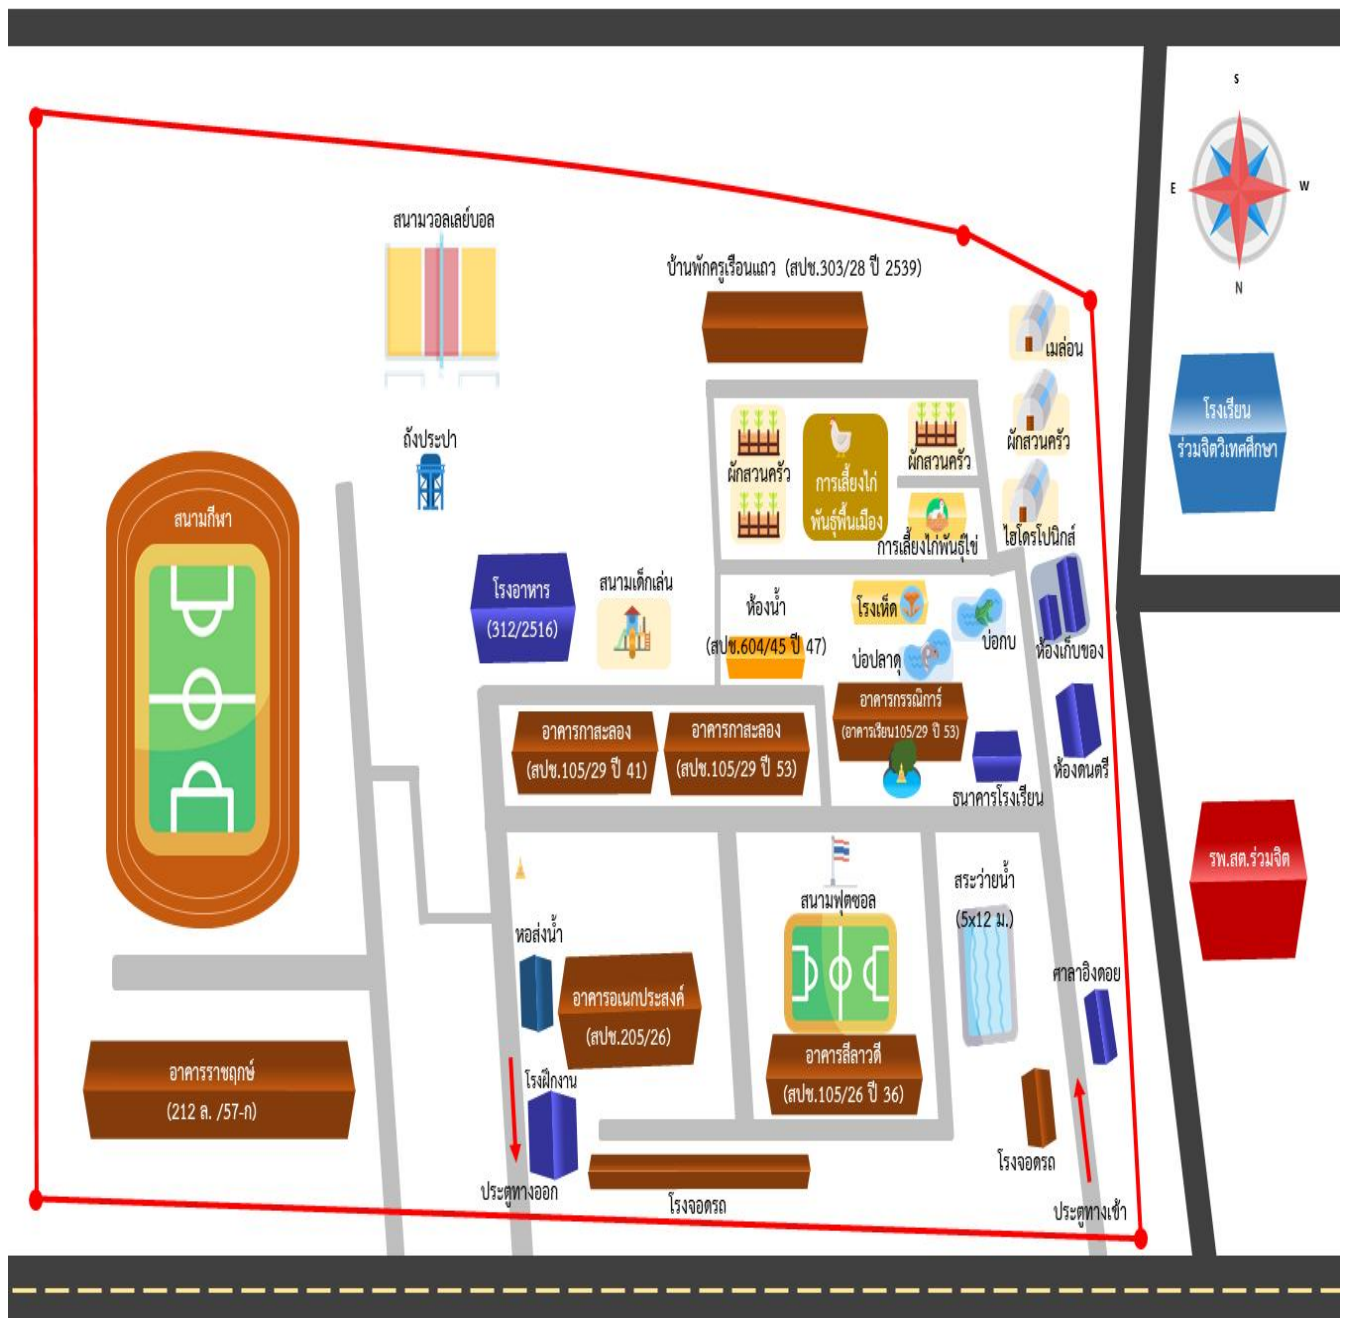 S
E
W
N
สนามวอลเลย์บอล
บ้านพักครูเรือนแถว (สปช.303/28 ปี 2539)
เมล่อน
ถังประปา
ผักสวนครัว
ผักสวนครัว
การเลี้ยงไก่
พันธุ์พื้นเมือง
ผักสวนครัว
โรงเรียน
ร่วมจิตวิเทศศึกษา
สนามกีฬา
การเลี้ยงไก่พันธุ์ไข่
ไฮโดรโปนิกส์
โรงอาหาร
(312/2516)
สนามเด็กเล่น
ห้องน้ำ
(สปช.604/45 ปี 47)
โรงเห็ด
บ่อกบ
บ่อปลาดุ
ห้องเก็บของ
อาคารกาสะลอง
(สปช.105/29 ปี 41)
อาคารกาสะลอง
(สปช.105/29 ปี 53)
อาคารกรรณิการ์
(อาคารเรียน105/29 ปี 53)
ธนาคารโรงเรียน
ห้องดนตรี
สนามฟุตซอล
สระว่ายน้ำ
(5x12 ม.)
รพ.สต.ร่วมจิต
หอส่งน้ำ
อาคารอเนกประสงค์
(สปช.205/26)
ศาลาอิงดอย
อาคารราชฤกษ์
(212 ล. /57-ก)
โรงฝึกงาน
อาคารลีลาวดี
(สปช.105/26 ปี 36)
โรงจอดรถ
ประตูทางออก
โรงจอดรถ
ประตูทางเข้า